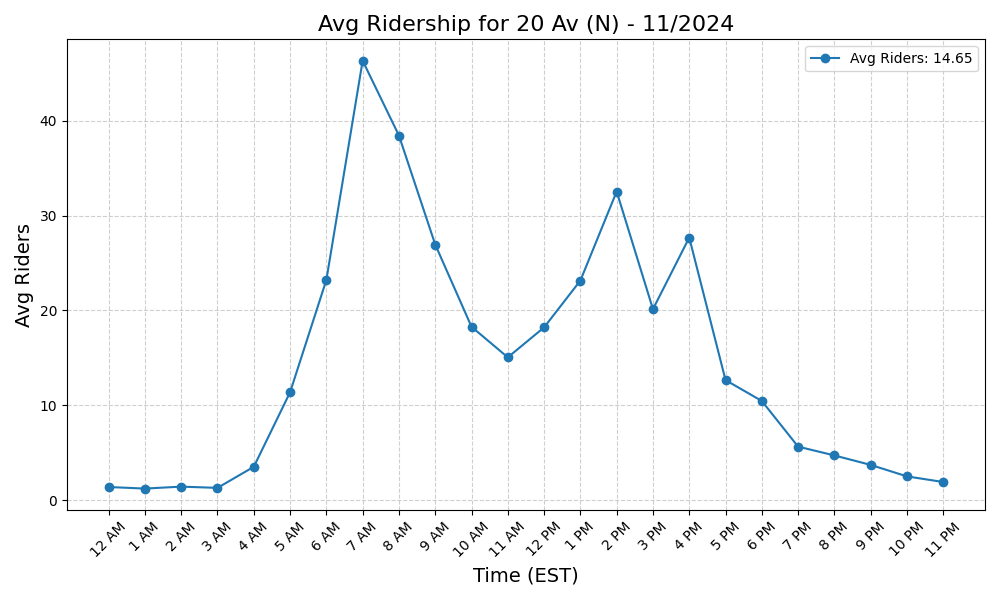 Avg Ridership for 20 Av (N) - 11/2024
Avg Riders: 14.65
Avg Riders
40
30
20
10
0
12 AM
1 AM
2 AM
3 AM
4 AM
5 AM
6 AM
7 AM
8 AM
9 AM
10 AM
11 AM
12 PM
1 PM
2 PM
3 PM
4 PM
5 PM
6 PM
7 PM
8 PM
9 PM
10 PM
11 PM
Time (EST)